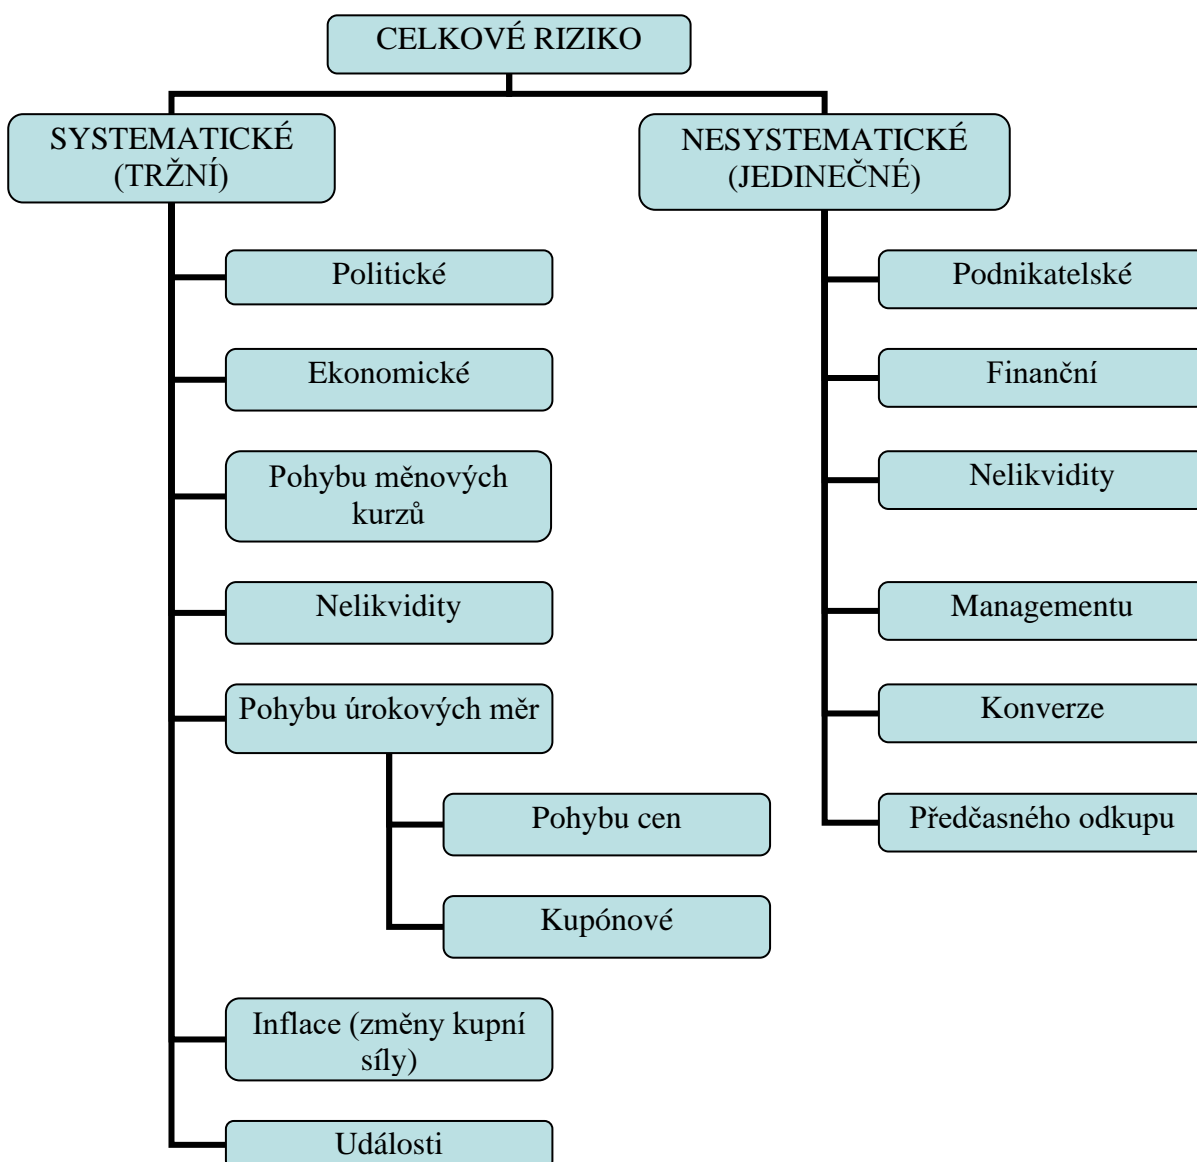 CELKOVÉ RIZIKO
SYSTEMATICKÉ
(TRŽNÍ)
Politické
Ekonomické
Pohybu měnových
kurzů
Nelikvidity
Pohybu úrokových měr
Pohybu cen
Kupónové
Inflace (změny kupní
síly)
Události
NESYSTEMATICKÉ
(JEDINEČNÉ)
Podnikatelské
Finanční
Nelikvidity
Managementu
Konverze
Předčasného odkupu